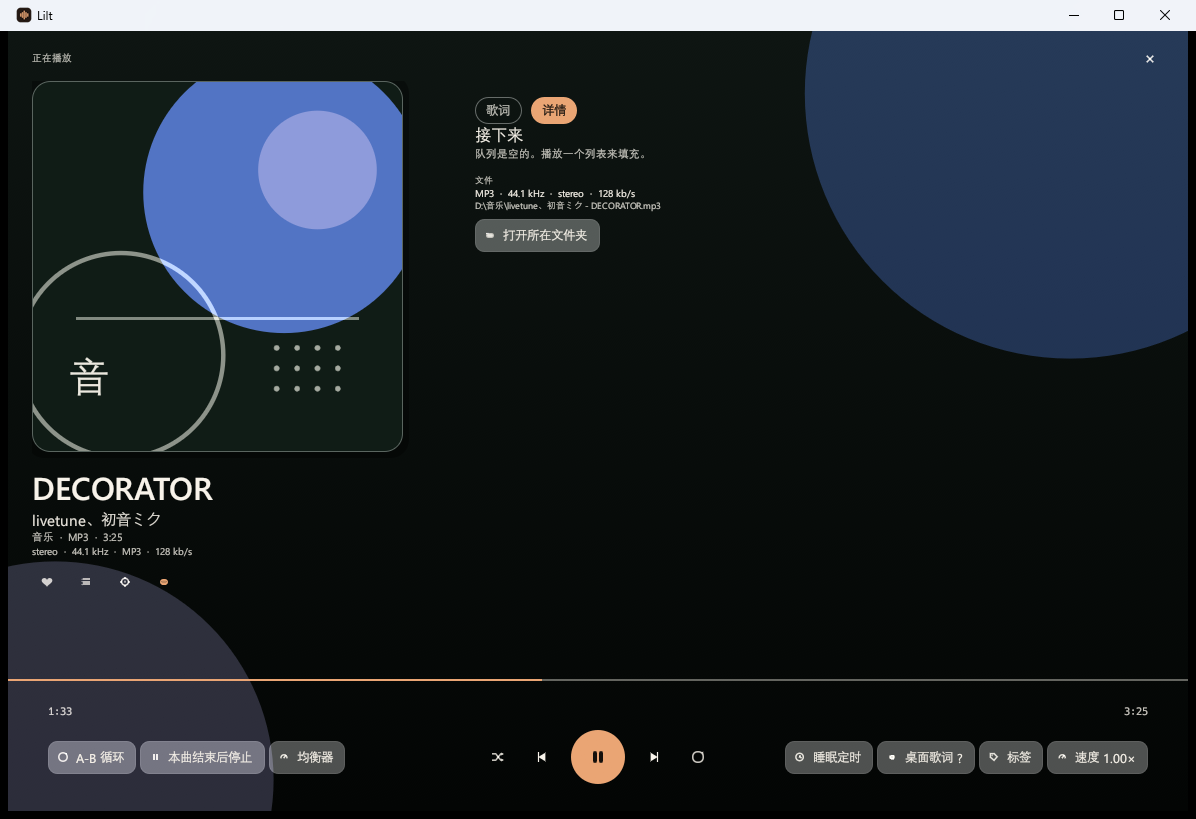 Lilt
正在播放
音
DECORATOR
livetune、初音ミク
音乐 · MP3 · 3:25
stereo · 44.1 kHz · MP3 · 128 kb/s
歌词 详情
接下来
队列是空的。播放一个列表来填充。
文件
MP3 · 44.1 kHz · stereo · 128 kb/s
D:\音乐\livetune、初音ミク - DECORATOR.mp3
打开所在文件夹
1:33 3:25
A-B 循环 本曲结束后停止 均衡器 睡眠定时 桌面歌词 ? 标签 速度 1.00×